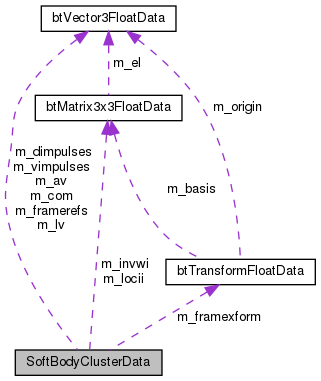 btVector3FloatData
m_el
btMatrix3x3FloatData
m_origin
m_dimpulses
m_vimpulses
m_av
m_com
m_framerefs
m_lv
m_basis
m_invwi
m_locii
btTransformFloatData
m_framexform
SoftBodyClusterData